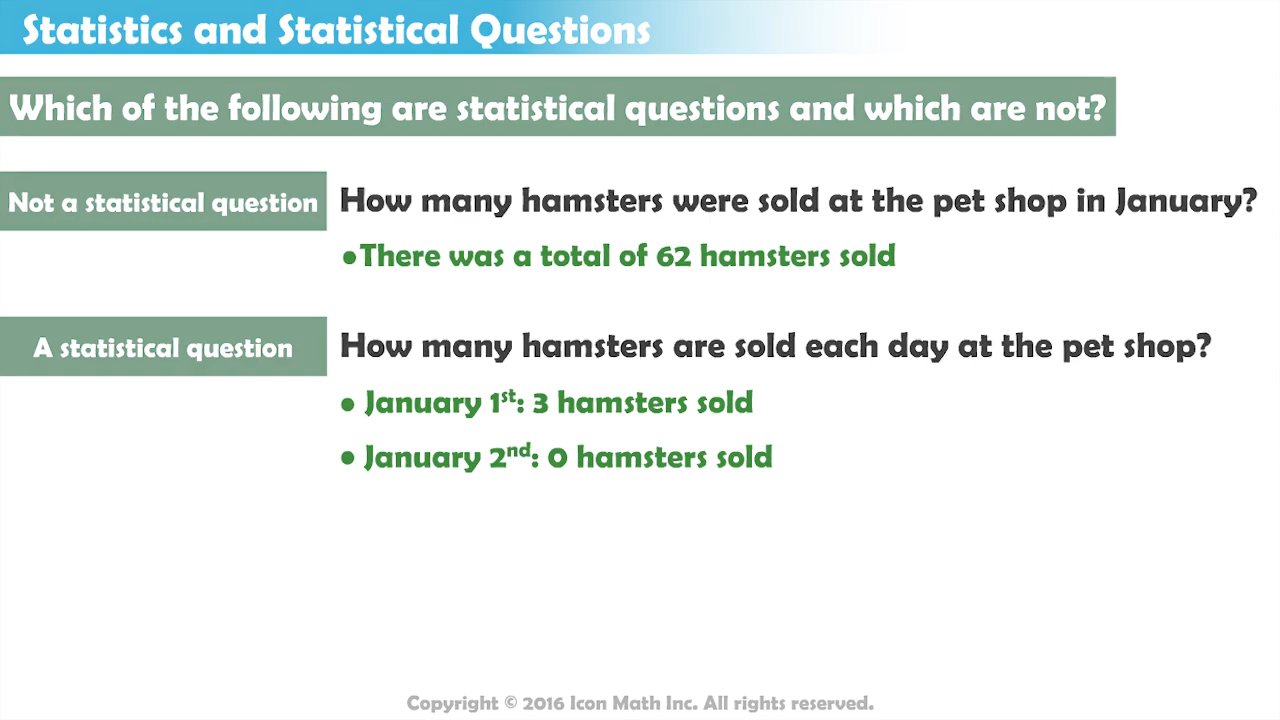 Statistics and Statistical Questions
Which of the following are statistical questions and which are not?
Not a statistical question How many hamsters were sold at the pet shop in January?
●There was a total of 62 hamsters sold
A statistical question How many hamsters are sold each day at the pet shop?
● January 1st: 3 hamsters sold
● January 2nd: 0 hamsters sold
Copyright © 2016 Icon Math Inc. All rights reserved.